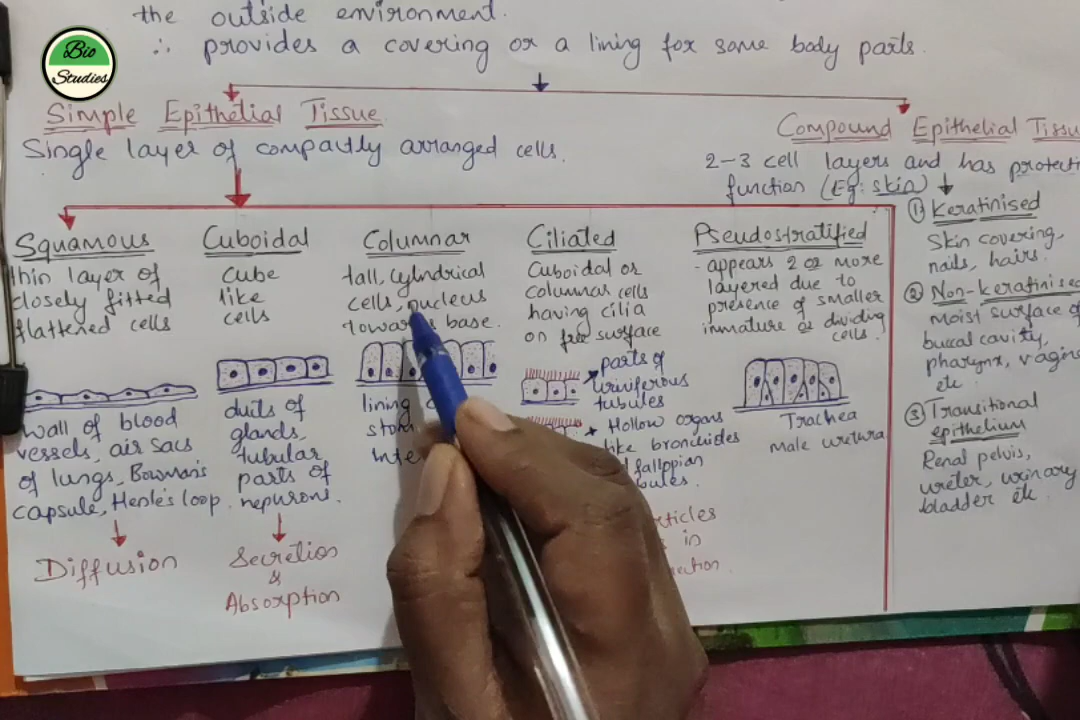 the outside environment.
∴ provides a covering or a lining for some body parts.
Bio
Studies
Simple Epithelial Tissue
Single layer of compactly arranged cells.
Compound Epithelial Tissu
2-3 cell layers and has protecti
function (Eg: skin)
Squamous
thin layer of
closely fitted
flattened cells
wall of blood
vessels, air sacs
of lungs, Bowman's
capsule, Henle's loop.
Diffusion
Cuboidal
Cube
like
cells
ducts of
glands,
tubular
parts of
nephrons.
Secretion
&
Absorption
Columnar
tall, cylindrical
cells, nucleus
towards base.
lining
Ciliated
Cuboidal or
columnar cells
having cilia
on free surface
parts of
uriniferous
tubules
Hollow organs
like bronchides
fallppian
Pseudostratified
- appears 2 or more
layered due to
presence of smaller
immature or dividing
cells.
Trachea
male urethra
① Keratinised
Skin covering,
nails, hairs.
② Non-keratinised
moist surface of
buccal cavity,
pharynx, vagina
etc
③ Transitional
epithelium
Renal pelvis,
ureter, urinary
bladder etc